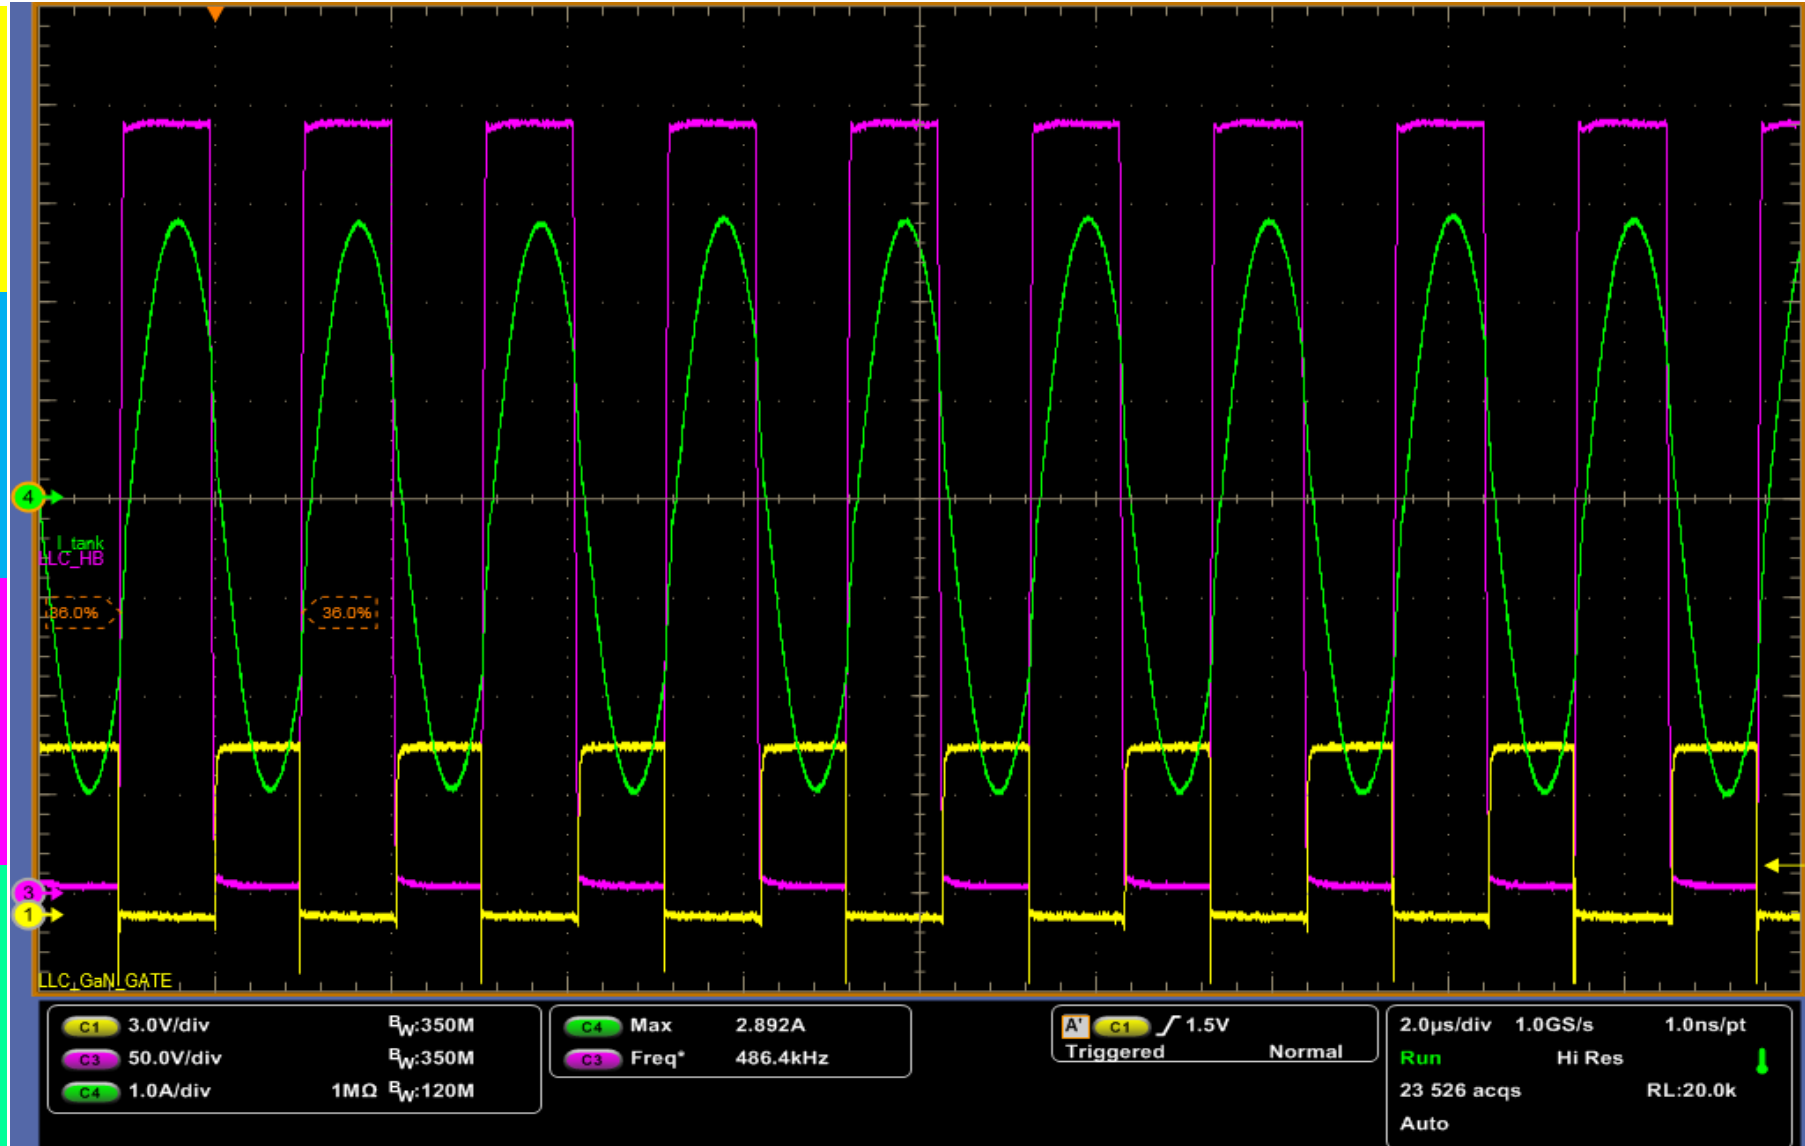 4
I_tank
LLC_HB
36.0%
36.0%
3
1
LLC_GaN_GATE
C1 3.0V/div BW:350M
C3 50.0V/div BW:350M
C4 1.0A/div 1MΩ BW:120M
C4 Max 2.892A
C3 Freq* 486.4kHz
A' C1 1.5V
Triggered Normal
2.0µs/div 1.0GS/s 1.0ns/pt
Run Hi Res
23 526 acqs RL:20.0k
Auto